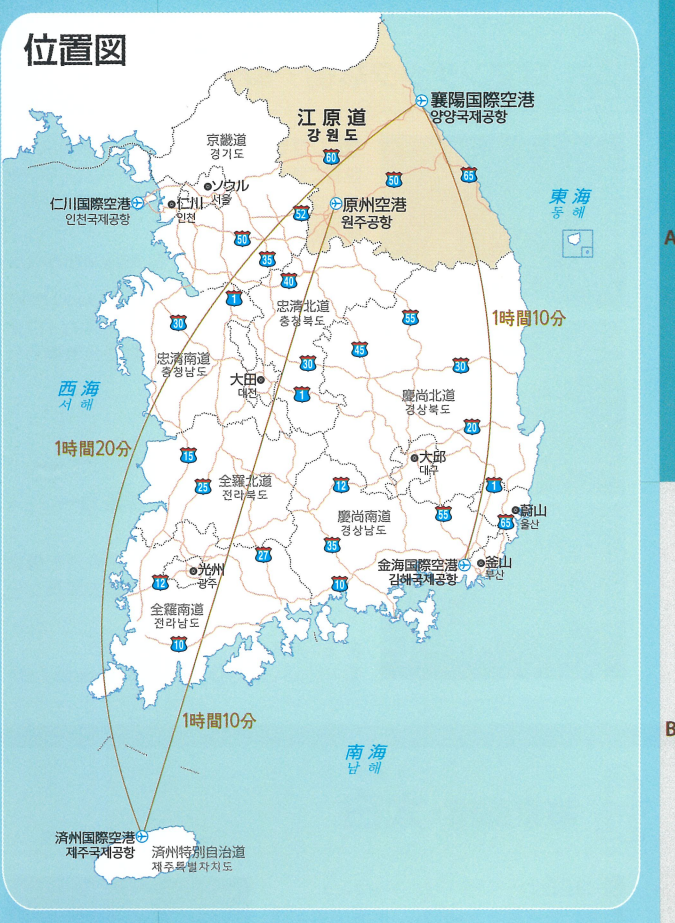 位置図
襄陽国際空港
양양국제공항
江原道
강원도
60
京畿道
경기도
50
65
ソウル
서울
東海
동해
仁川国際空港
인천국제공항
仁川
인천
原州空港
원주공항
52
A
50
35
40
1
忠清北道
충청북도
30
55
1時間10分
45
忠清南道
충청남도
30
30
大田
대전
西海
서해
1
慶尚北道
경상북도
20
1時間20分
15
大邱
대구
25
全羅北道
전라북도
12
1
慶尚南道
경상남도
55
蔚山
울산
65
35
27
金海国際空港
김해국제공항
釜山
부산
光州
광주
12
10
全羅南道
전라남도
10
1時間10分
B
南海
남해
済州国際空港
제주국제공항
済州特別自治道
제주특별자치도